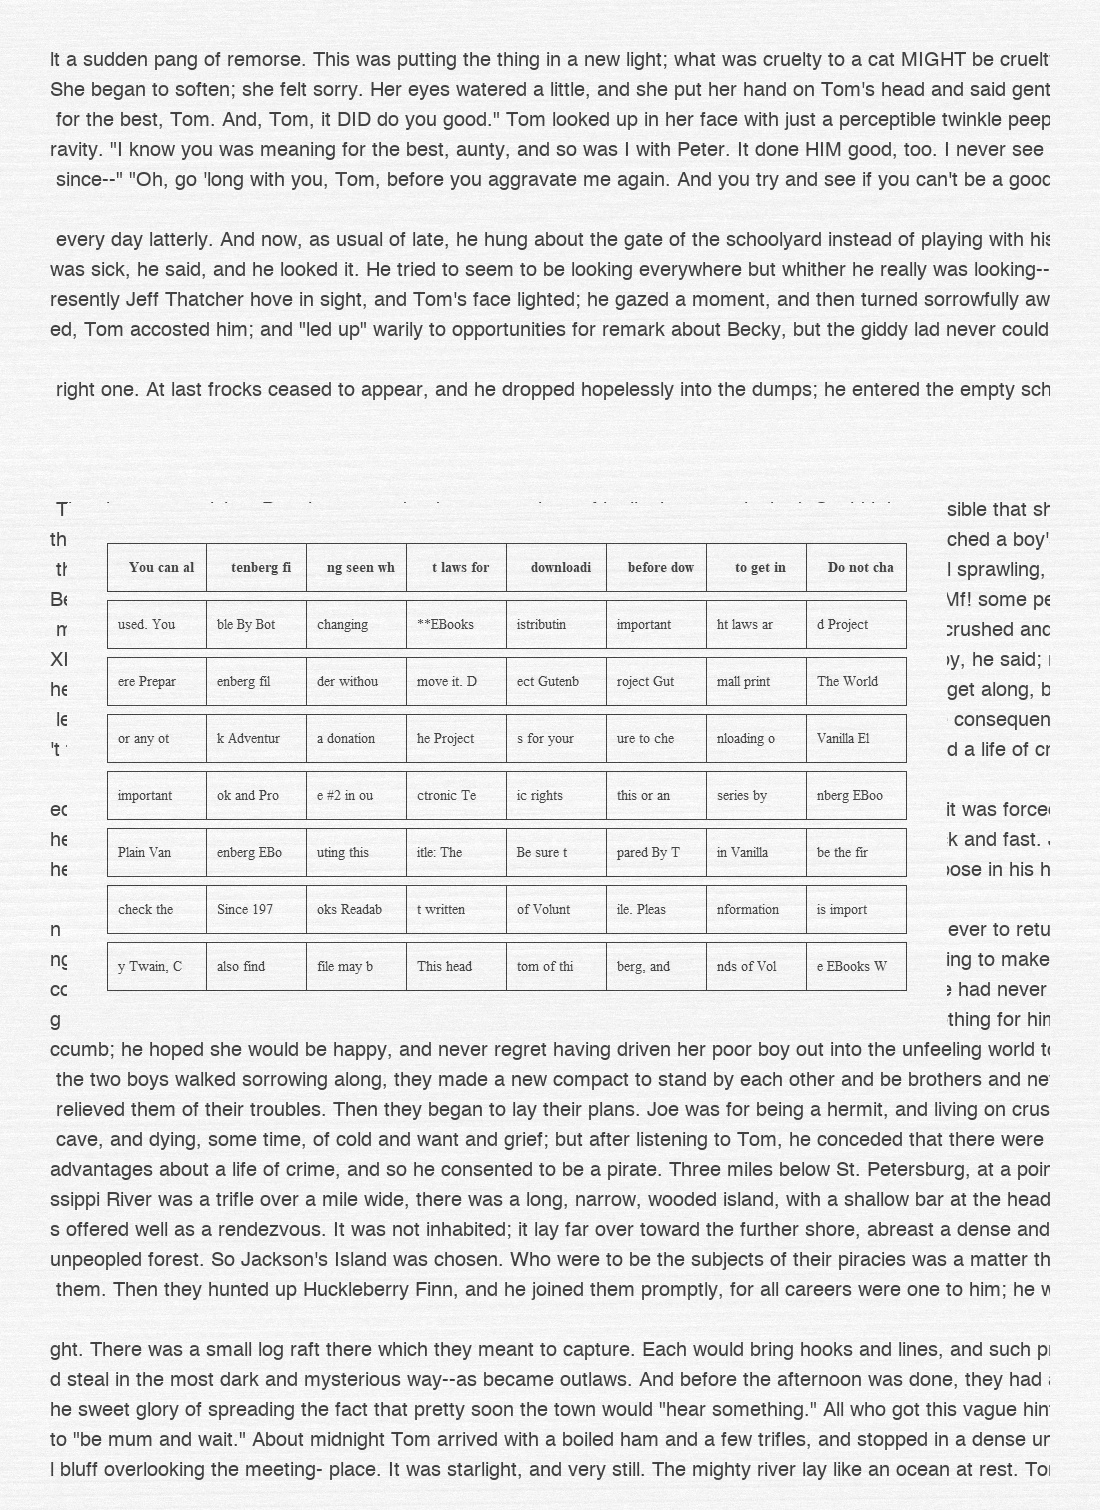 lt a sudden pang of remorse. This was putting the thing in a new light; what was cruelty to a cat MIGHT be cruelt
She began to soften; she felt sorry. Her eyes watered a little, and she put her hand on Tom's head and said gent
for the best, Tom. And, Tom, it DID do you good." Tom looked up in her face with just a perceptible twinkle peep
ravity. "I know you was meaning for the best, aunty, and so was I with Peter. It done HIM good, too. I never see
since--" "Oh, go 'long with you, Tom, before you aggravate me again. And you try and see if you can't be a good
every day latterly. And now, as usual of late, he hung about the gate of the schoolyard instead of playing with his
was sick, he said, and he looked it. He tried to seem to be looking everywhere but whither he really was looking--
resently Jeff Thatcher hove in sight, and Tom's face lighted; he gazed a moment, and then turned sorrowfully aw
ed, Tom accosted him; and "led up" warily to opportunities for remark about Becky, but the giddy lad never could
right one. At last frocks ceased to appear, and he dropped hopelessly into the dumps; he entered the empty sch
sible that sh
th ched a boy'
th l sprawling,
Be Mf! some pe
m crushed and
XI y, he said;
he get along, b
le consequen
't d a life of cr
You can al tenberg fi ng seen wh t laws for downloadi before dow to get in Do not cha
used. You ble By Bot changing **EBooks istributin important ht laws ar d Project
ere Prepar enberg fil der withou move it. D ect Gutenb roject Gut mall print The World
or any ot k Adventur a donation he Project s for your ure to che nloading o Vanilla El
important ok and Pro e #2 in ou ctronic Te ic rights this or an series by nberg EBoo
Plain Van enberg EBo uting this itle: The Be sure t pared By T in Vanilla be the fir
check the Since 197 oks Readab t written of Volunt ile. Pleas nformation is import
y Twain, C also find file may b This head tom of thi berg, and nds of Vol e EBooks W
ed it was force
he k and fast.
he pose in his h
n ever to retu
ng ing to make
co had never
g thing for him
ccumb; he hoped she would be happy, and never regret having driven her poor boy out into the unfeeling world to
the two boys walked sorrowing along, they made a new compact to stand by each other and be brothers and ne
relieved them of their troubles. Then they began to lay their plans. Joe was for being a hermit, and living on crus
cave, and dying, some time, of cold and want and grief; but after listening to Tom, he conceded that there were
advantages about a life of crime, and so he consented to be a pirate. Three miles below St. Petersburg, at a poin
ssippi River was a trifle over a mile wide, there was a long, narrow, wooded island, with a shallow bar at the head
s offered well as a rendezvous. It was not inhabited; it lay far over toward the further shore, abreast a dense and
unpeopled forest. So Jackson's Island was chosen. Who were to be the subjects of their piracies was a matter th
them. Then they hunted up Huckleberry Finn, and he joined them promptly, for all careers were one to him; he w
ght. There was a small log raft there which they meant to capture. Each would bring hooks and lines, and such pr
d steal in the most dark and mysterious way--as became outlaws. And before the afternoon was done, they had
he sweet glory of spreading the fact that pretty soon the town would "hear something." All who got this vague hin
to "be mum and wait." About midnight Tom arrived with a boiled ham and a few trifles, and stopped in a dense un
l bluff overlooking the meeting- place. It was starlight, and very still. The mighty river lay like an ocean at rest. To